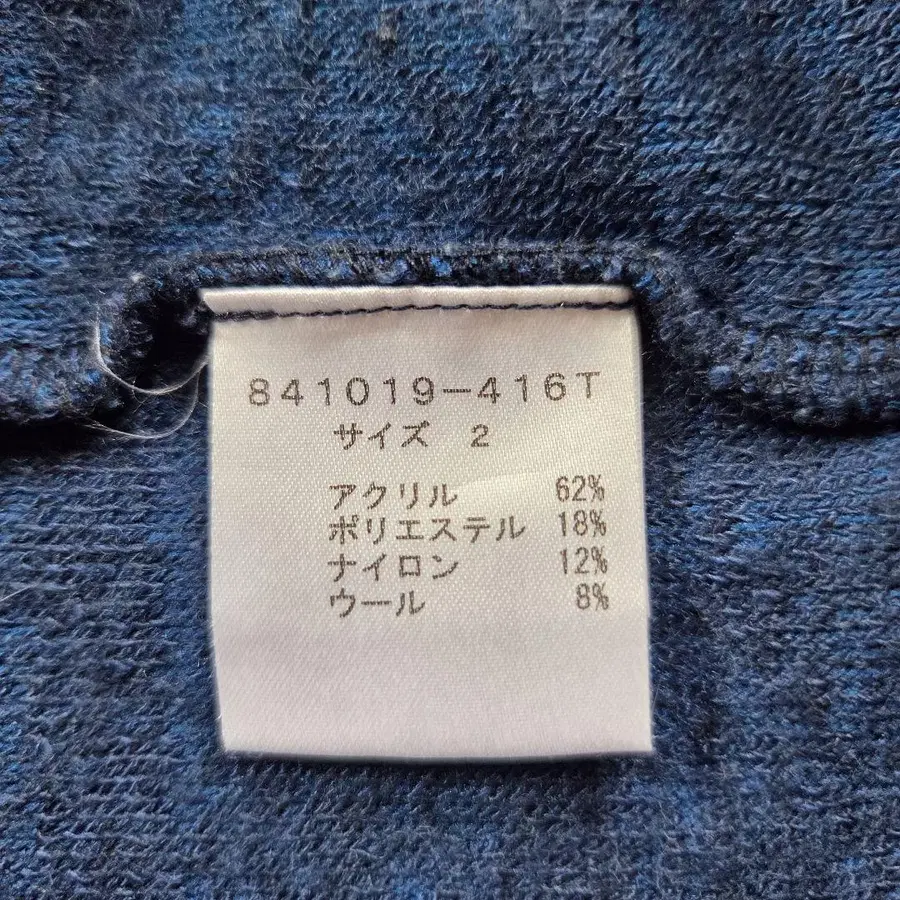 841019-416T
サイズ 2
アクリル 62%
ポリエステル 18%
ナイロン 12%
ウール 8%